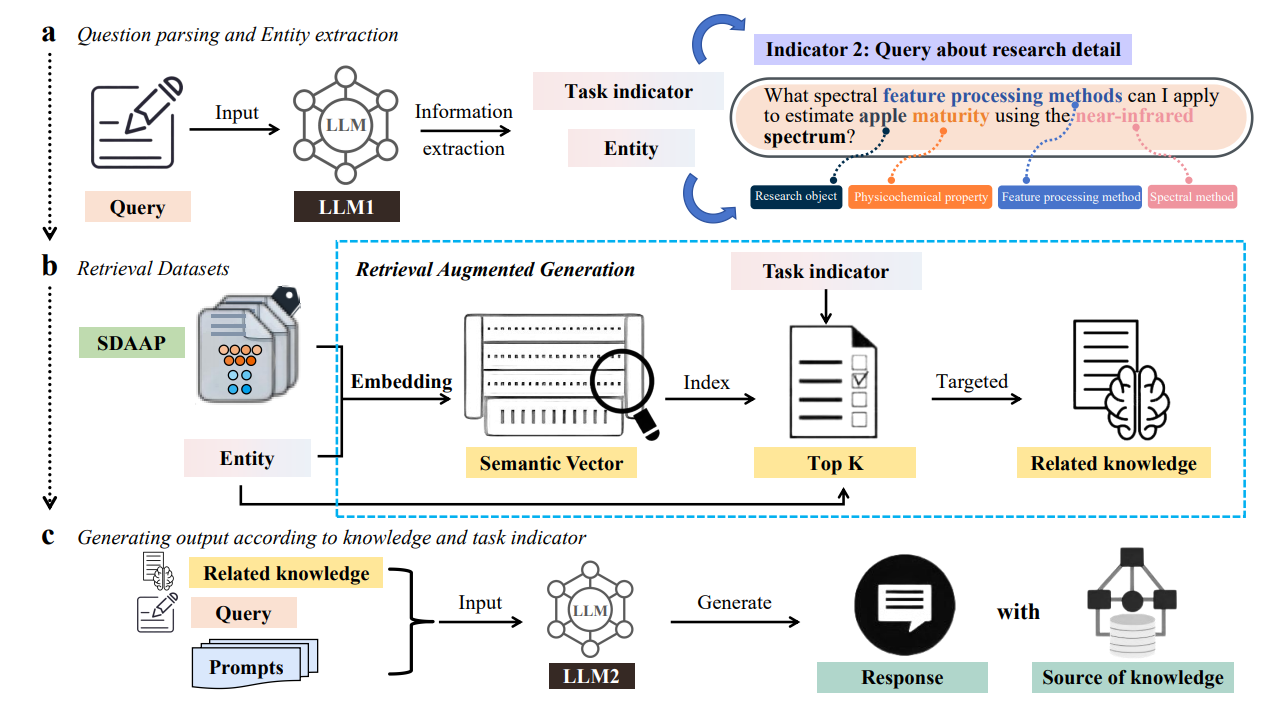 a Question parsing and Entity extraction
Query
Input
LLM
LLM1
Information
extraction
Task indicator
Entity
Indicator 2: Query about research detail
What spectral feature processing methods can I apply
to estimate apple maturity using the near-infrared
spectrum?
Research object
Physicochemical property
Feature processing method
Spectral method
b Retrieval Datasets
SDAAP
Entity
Retrieval Augmented Generation
Embedding
Semantic Vector
Index
Task indicator
Top K
Targeted
Related knowledge
c Generating output according to knowledge and task indicator
Related knowledge
Query
Prompts
Input
LLM
LLM2
Generate
Response
with
Source of knowledge